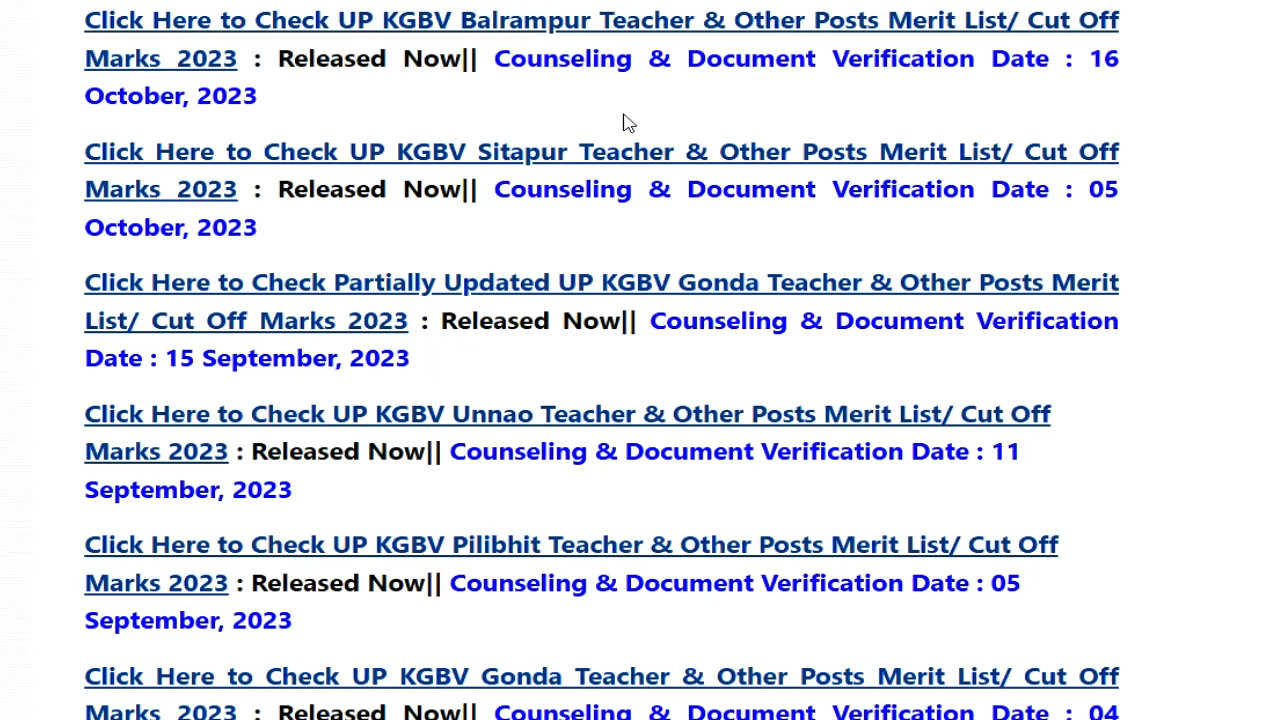 Click Here to Check UP KGBV Balrampur Teacher & Other Posts Merit List/ Cut Off
Marks 2023 : Released Now|| Counseling & Document Verification Date : 16
October, 2023
Click Here to Check UP KGBV Sitapur Teacher & Other Posts Merit List/ Cut Off
Marks 2023 : Released Now|| Counseling & Document Verification Date : 05
October, 2023
Click Here to Check Partially Updated UP KGBV Gonda Teacher & Other Posts Merit
List/ Cut Off Marks 2023 : Released Now|| Counseling & Document Verification
Date : 15 September, 2023
Click Here to Check UP KGBV Unnao Teacher & Other Posts Merit List/ Cut Off
Marks 2023 : Released Now|| Counseling & Document Verification Date : 11
September, 2023
Click Here to Check UP KGBV Pilibhit Teacher & Other Posts Merit List/ Cut Off
Marks 2023 : Released Now|| Counseling & Document Verification Date : 05
September, 2023
Click Here to Check UP KGBV Gonda Teacher & Other Posts Merit List/ Cut Off
Marks 2023 : Released Now|| Counseling & Document Verification Date : 04